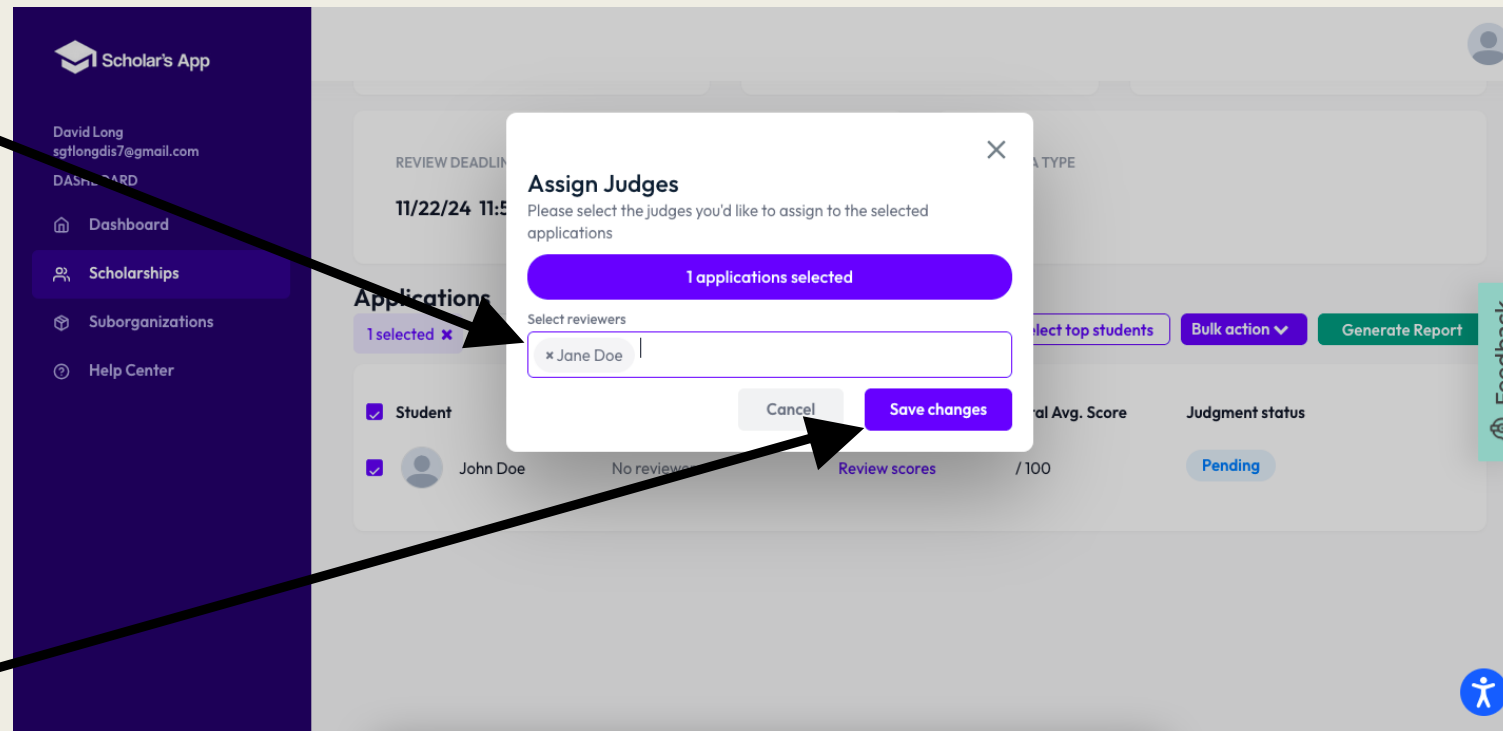 Scholar's App
David Long
sgtlongdis7@gmail.com
DASHBOARD
Dashboard
Scholarships
Suborganizations
Help Center
REVIEW DEADLIN
A TYPE
11/22/24 11:5
Assign Judges
Please select the judges you'd like to assign to the selected
applications
1 applications selected
Select reviewers
× Jane Doe
Cancel
Save changes
Applications
1 selected ×
elect top students
Bulk action
Generate Report
Feedback
Student
al Avg. Score
Judgment status
John Doe
No reviewe
Review scores
/ 100
Pending